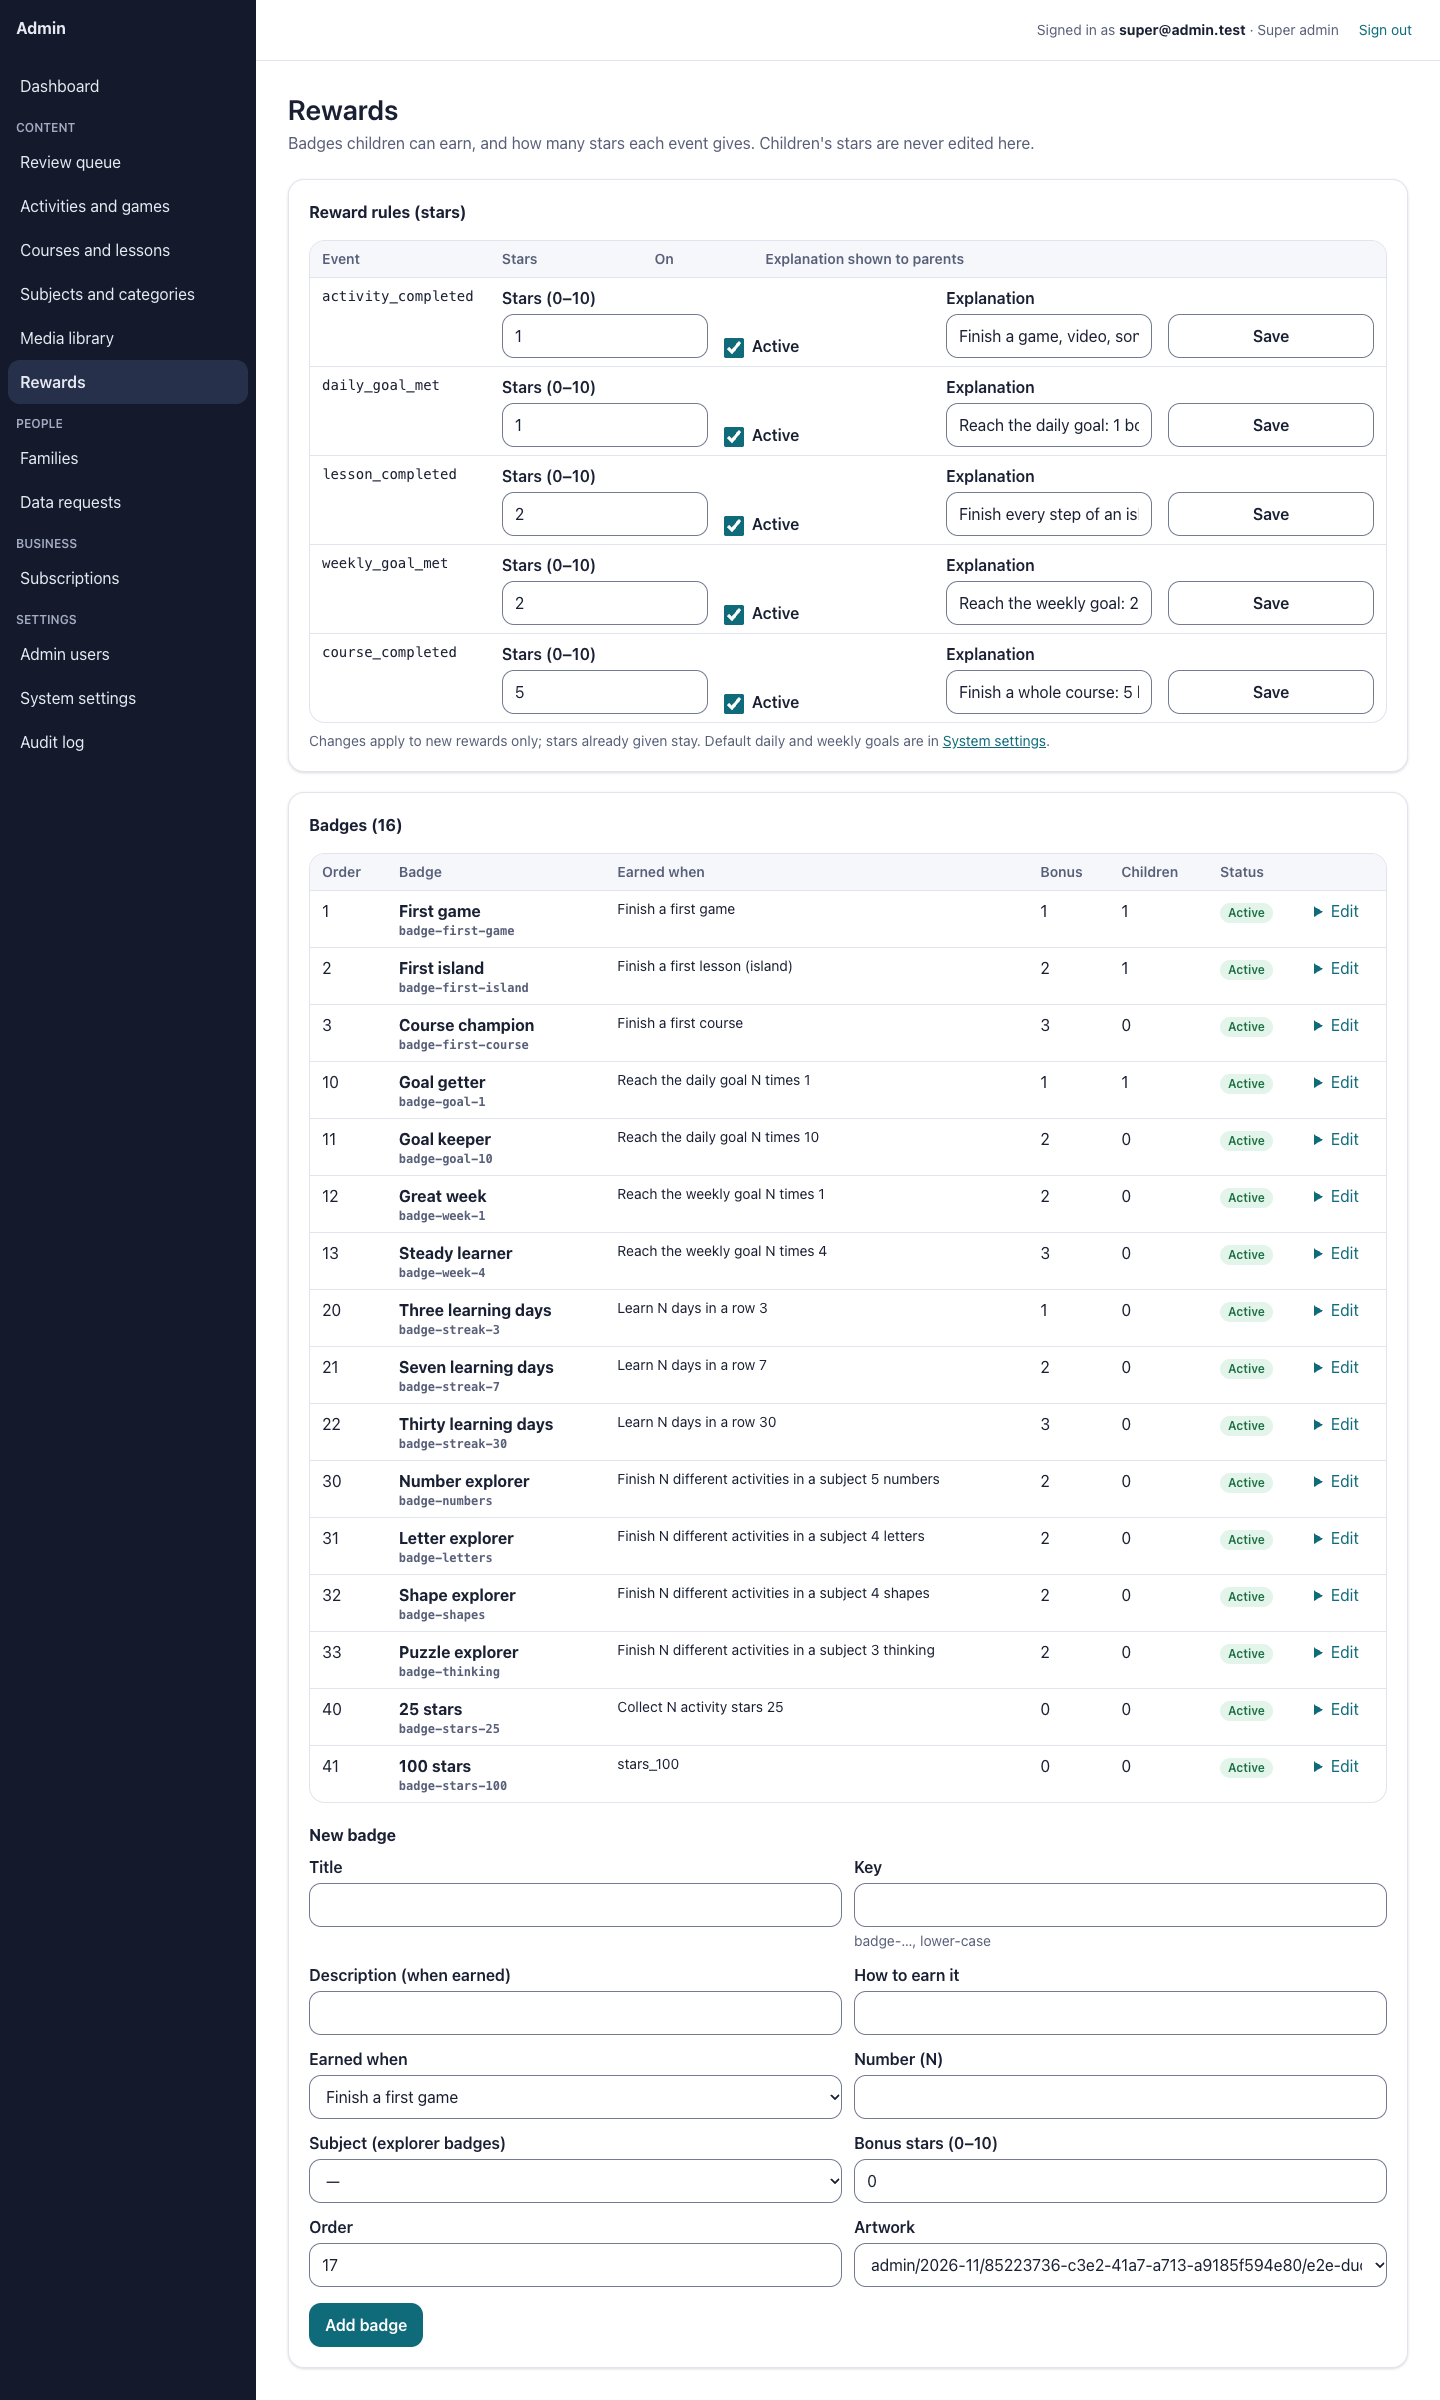 Admin
Signed in as super@admin.test · Super admin Sign out
Dashboard
CONTENT
Review queue
Activities and games
Courses and lessons
Subjects and categories
Media library
Rewards
PEOPLE
Families
Data requests
BUSINESS
Subscriptions
SETTINGS
Admin users
System settings
Audit log
Rewards
Badges children can earn, and how many stars each event gives. Children's stars are never edited here.
Reward rules (stars)
Event Stars On Explanation shown to parents
activity_completed Stars (0–10) Explanation
1 Active Finish a game, video, sor Save
daily_goal_met Stars (0–10) Explanation
1 Active Reach the daily goal: 1 bo Save
lesson_completed Stars (0–10) Explanation
2 Active Finish every step of an is Save
weekly_goal_met Stars (0–10) Explanation
2 Active Reach the weekly goal: 2 Save
course_completed Stars (0–10) Explanation
5 Active Finish a whole course: 5 Save
Changes apply to new rewards only; stars already given stay. Default daily and weekly goals are in System settings.
Badges (16)
Order Badge Earned when Bonus Children Status
1 First game Finish a first game 1 1 Active ▶ Edit
badge-first-game
2 First island Finish a first lesson (island) 2 1 Active ▶ Edit
badge-first-island
3 Course champion Finish a first course 3 0 Active ▶ Edit
badge-first-course
10 Goal getter Reach the daily goal N times 1 1 1 Active ▶ Edit
badge-goal-1
11 Goal keeper Reach the daily goal N times 10 2 0 Active ▶ Edit
badge-goal-10
12 Great week Reach the weekly goal N times 1 2 0 Active ▶ Edit
badge-week-1
13 Steady learner Reach the weekly goal N times 4 3 0 Active ▶ Edit
badge-week-4
20 Three learning days Learn N days in a row 3 1 0 Active ▶ Edit
badge-streak-3
21 Seven learning days Learn N days in a row 7 2 0 Active ▶ Edit
badge-streak-7
22 Thirty learning days Learn N days in a row 30 3 0 Active ▶ Edit
badge-streak-30
30 Number explorer Finish N different activities in a subject 5 numbers 2 0 Active ▶ Edit
badge-numbers
31 Letter explorer Finish N different activities in a subject 4 letters 2 0 Active ▶ Edit
badge-letters
32 Shape explorer Finish N different activities in a subject 4 shapes 2 0 Active ▶ Edit
badge-shapes
33 Puzzle explorer Finish N different activities in a subject 3 thinking 2 0 Active ▶ Edit
badge-thinking
40 25 stars Collect N activity stars 25 0 0 Active ▶ Edit
badge-stars-25
41 100 stars stars_100 0 0 Active ▶ Edit
badge-stars-100
New badge
Title Key
badge-..., lower-case
Description (when earned) How to earn it
Earned when Number (N)
Finish a first game
Subject (explorer badges) Bonus stars (0–10)
— 0
Order Artwork
17 admin/2026-11/85223736-c3e2-41a7-a713-a9185f594e80/e2e-duc
Add badge